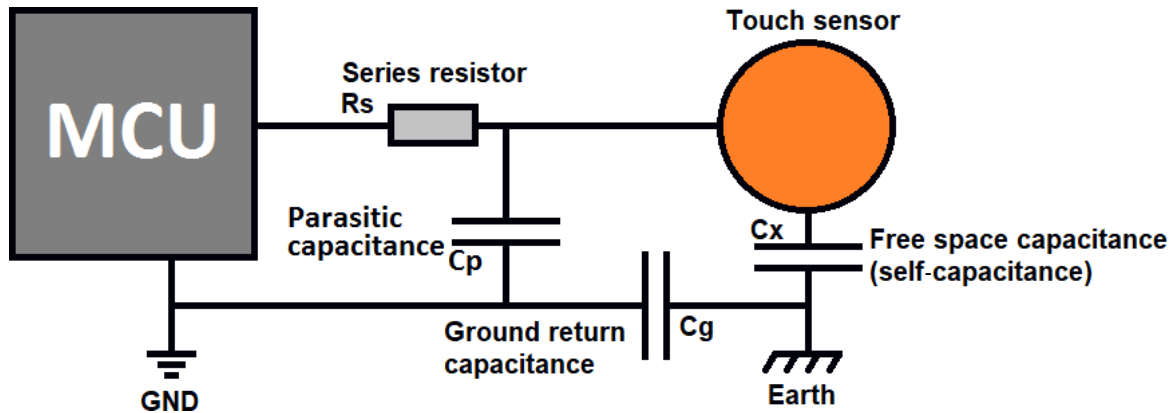 Touch sensor
Series resistor
Rs
MCU
Parasitic
capacitance
Cp
Cx
Free space capacitance
(self-capacitance)
Ground return
capacitance
Cg
GND
Earth